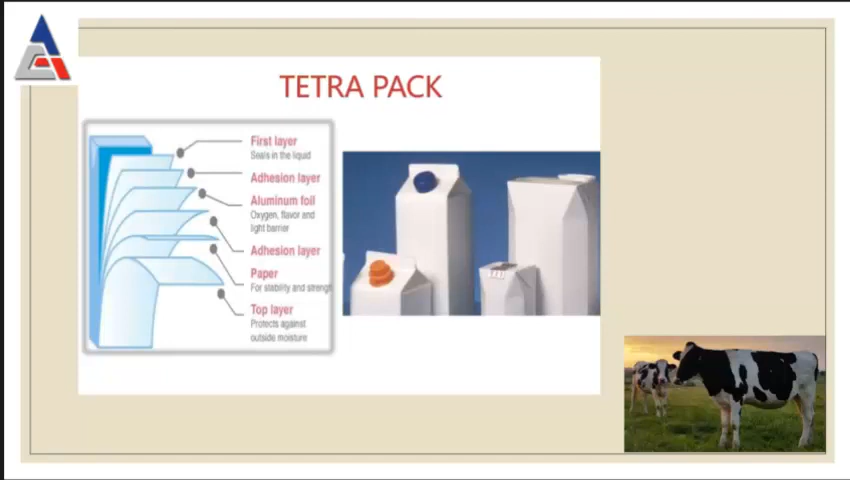 TETRA PACK
First layer
Seals in the liquid
Adhesion layer
Aluminum foil
Oxygen, flavor and
light barrier
Adhesion layer
Paper
For stability and strengt
Top layer
Protects against
outside moisture